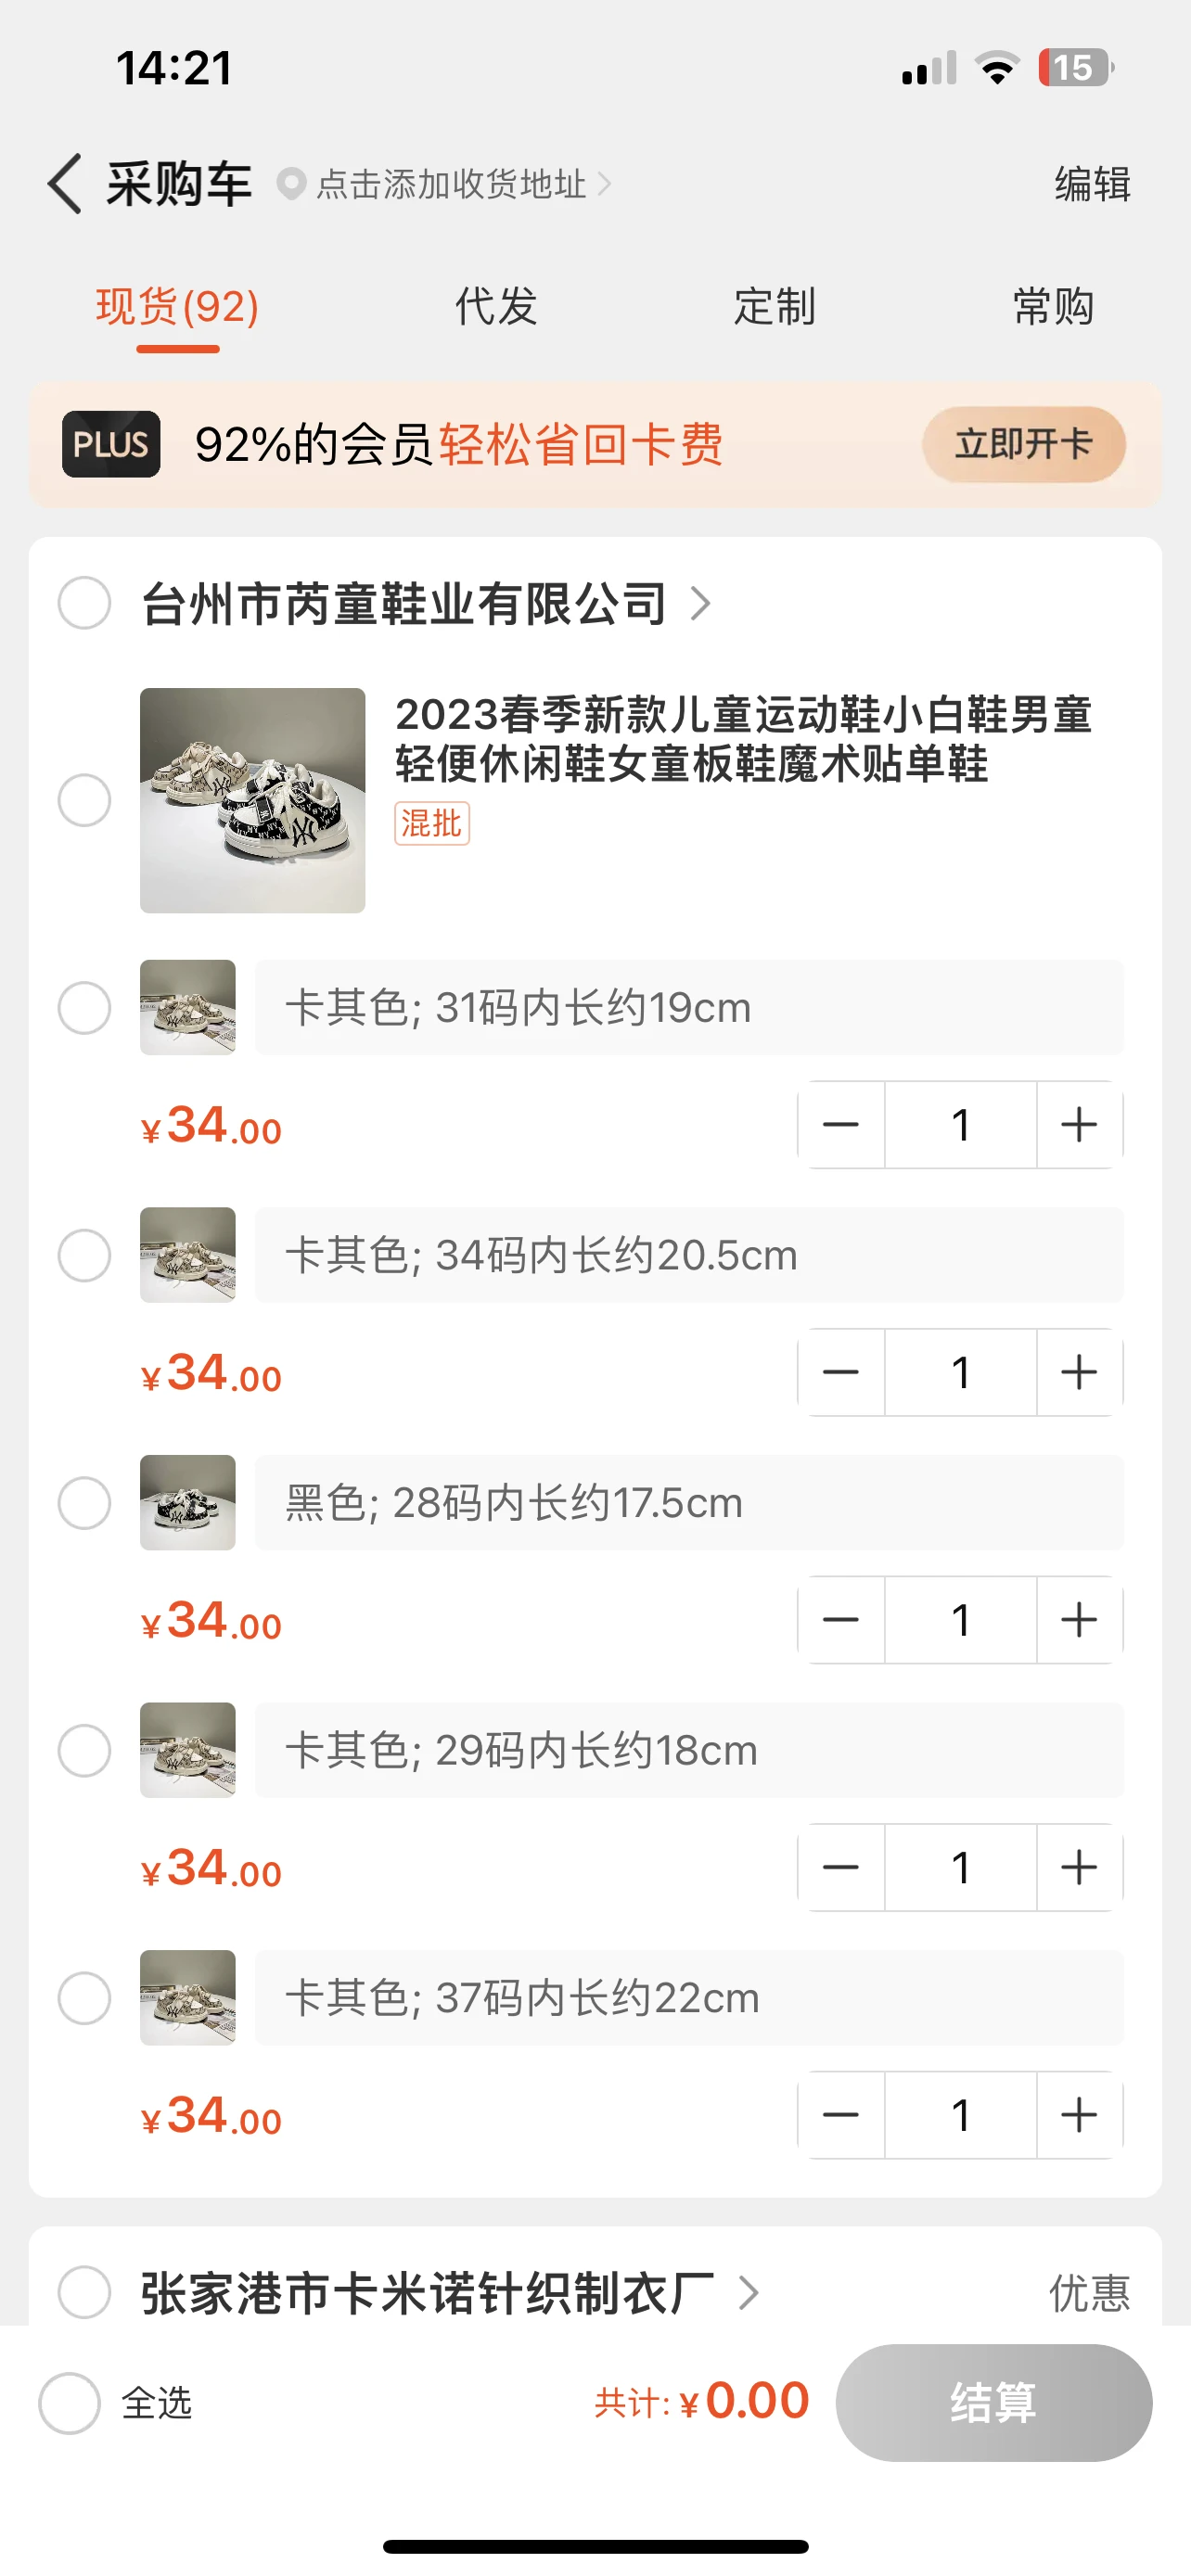 14:21
15
采购车 点击添加收货地址
编辑
现货(92) 代发 定制 常购
PLUS 92%的会员轻松省回卡费 立即开卡
台州市芮童鞋业有限公司
2023春季新款儿童运动鞋小白鞋男童
轻便休闲鞋女童板鞋魔术贴单鞋
混批
卡其色; 31码内长约19cm
¥34.00 1
卡其色; 34码内长约20.5cm
¥34.00 1
黑色; 28码内长约17.5cm
¥34.00 1
卡其色; 29码内长约18cm
¥34.00 1
卡其色; 37码内长约22cm
¥34.00 1
张家港市卡米诺针织制衣厂 优惠
全选 共计: ¥0.00 结算